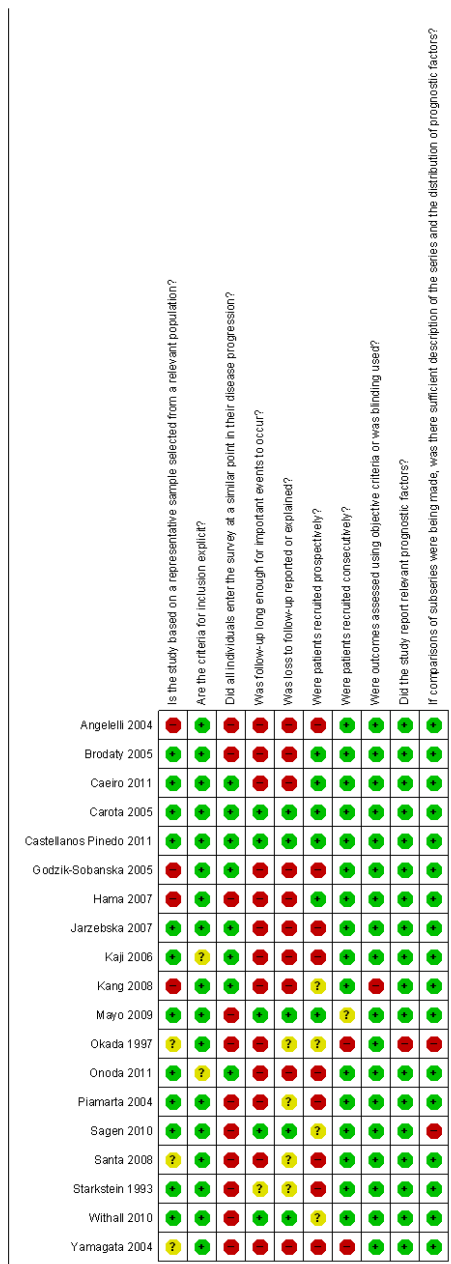 Is the study based on a representative sample selected from a relevant population?
Are the criteria for inclusion explicit?
Did all individuals enter the survey at a similar point in their disease progression?
Was follow-up long enough for important events to occur?
Was loss to follow-up reported or explained?
Were patients recruited prospectively?
Were patients recruited consecutively?
Were outcomes assessed using objective criteria or was blinding used?
Did the study report relevant prognostic factors?
If comparisons of subseries were being made, was there sufficient description of the series and the distribution of prognostic factors?
Angelelli 2004 - + - - - - + + + +
Brodaty 2005 + + - - - + + + + +
Caeiro 2011 + + + - - + + + + +
Carota 2005 + + + + + + + + + +
Castellanos Pinedo 2011 + + + + + + + + + +
Godzik-Sobanska 2005 - + + - - - + + + +
Hama 2007 - + - - - + + + + +
Jarzebska 2007 + + + - - - + + + +
Kaji 2006 + ? + - - - + + + +
Kang 2008 - + + - - ? + - + +
Mayo 2009 + + - + + + ? + + +
Okada 1997 ? + - - ? ? - + - -
Onoda 2011 + ? + - - - + + + +
Piamarta 2004 + + - - ? - + + + +
Sagen 2010 + + - + + ? + + + -
Santa 2008 ? + - - ? - + + + +
Starkstein 1993 + + - ? ? - + + + +
Withall 2010 + + - + + ? + + + +
Yamagata 2004 ? + - - - - - + + +